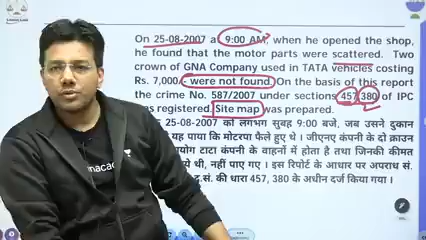 On 25-08-2007 at 9:00 AM, when he opened the shop,
he found that the motor parts were scattered. Two
crown of GNA Company used in TATA vehicles costing
Rs. 7,000/- were not found. On the basis of this report
the crime No. 587/2007 under sections 457, 380 of IPC
was registered. Site map was prepared.
25-08-2007 को लगभग सुबह 9:00 बजे, जब उसने दुकान
यह पाया कि मोटरपार्ट फैले हुए थे । जीएनए कंपनी के दो क्राउन
योग टाटा कंपनी के वाहनों में होता है तथा जिनकी कीमत
ये थी, नहीं पाए गए । इस रिपोर्ट के आधार पर अपराध सं.
द.सं. की धारा 457, 380 के अधीन दर्ज किया गया ।